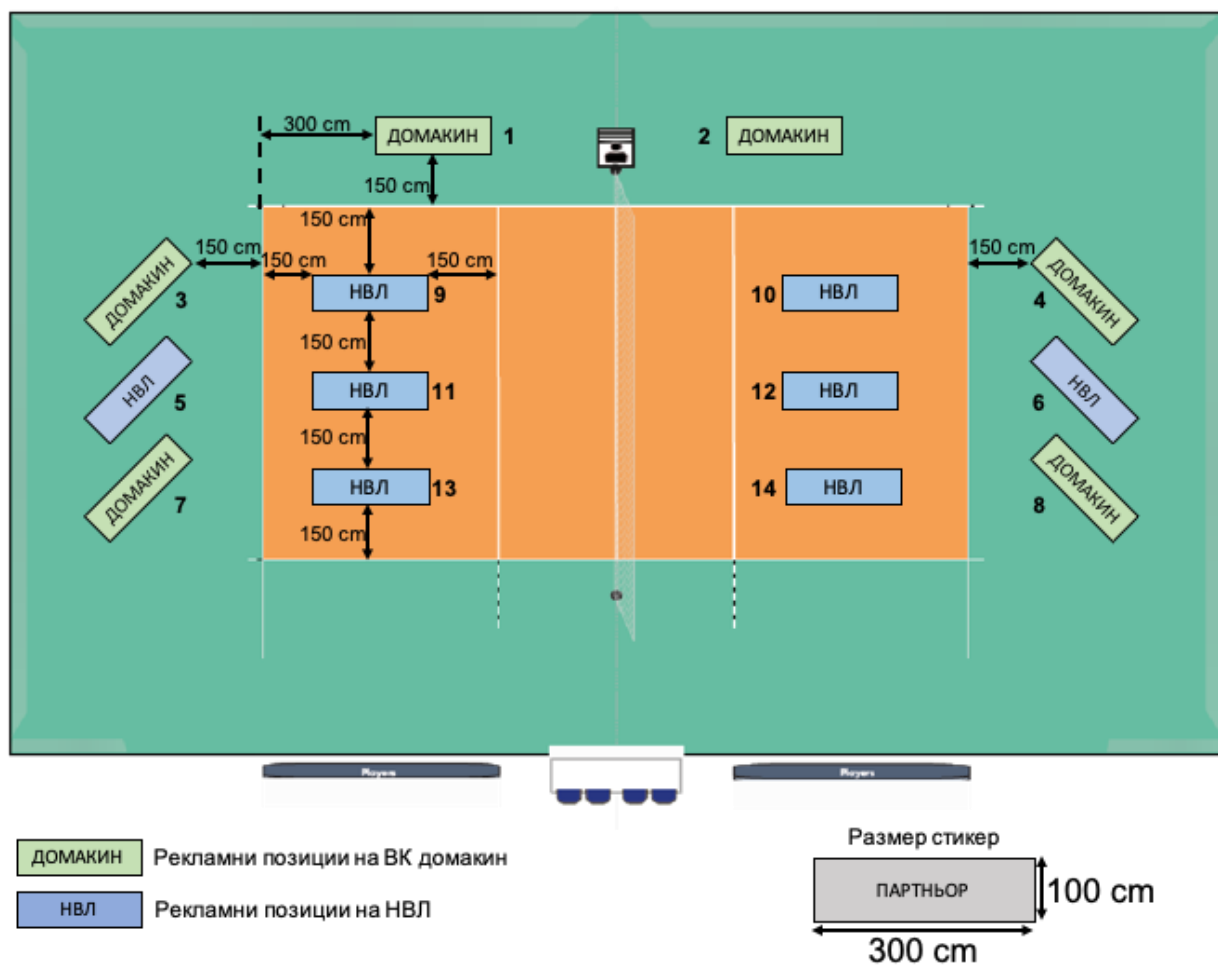 300 cm
ДОМАКИН 1
2 ДОМАКИН
150 cm
150 cm
150 cm
150 cm
150 cm
150 cm
ДОМАКИН
3
НВЛ 9
10 НВЛ
ДОМАКИН
4
150 cm
НВЛ
5
НВЛ 11
12 НВЛ
НВЛ
6
150 cm
ДОМАКИН
7
НВЛ 13
14 НВЛ
ДОМАКИН
8
150 cm
Players
Players
ДОМАКИН Рекламни позиции на ВК домакин
НВЛ Рекламни позиции на НВЛ
Размер стикер
ПАРТНЬОР
100 cm
300 cm